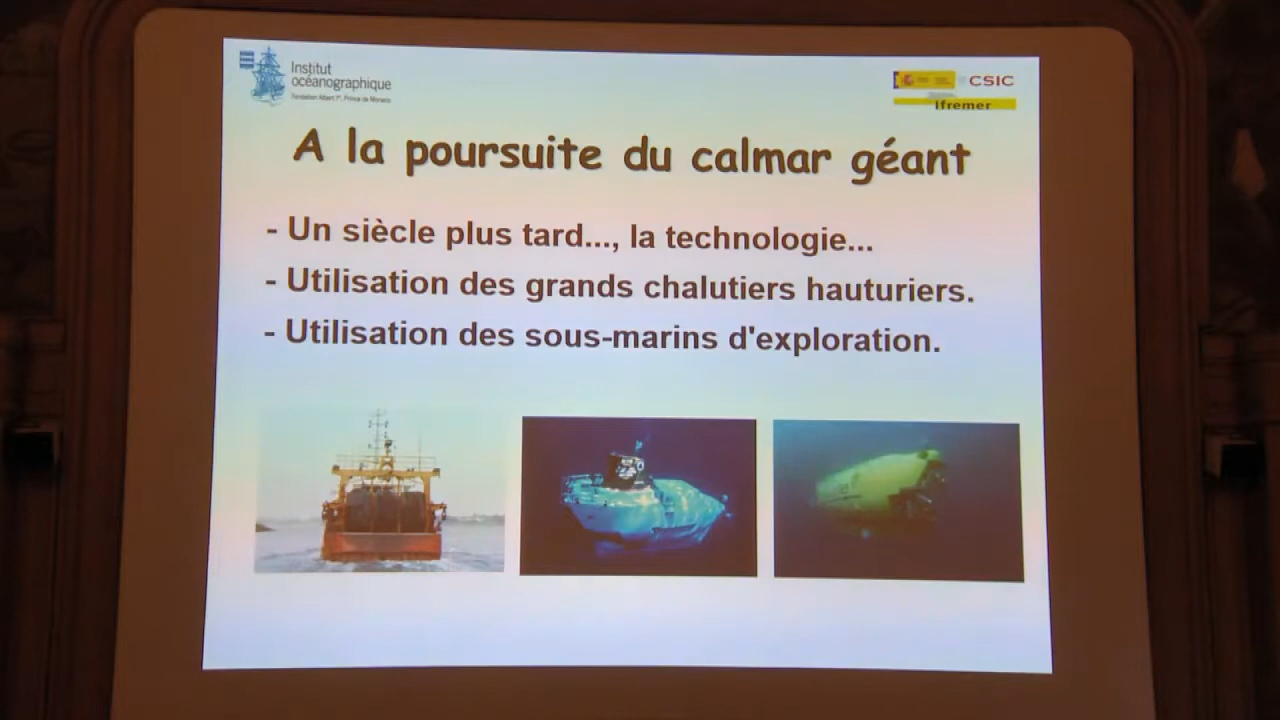 Institut
océanographique
Fondation Albert Iᵉʳ, Prince de Monaco
CSIC
Ifremer
A la poursuite du calmar géant
- Un siècle plus tard..., la technologie...
- Utilisation des grands chalutiers hauturiers.
- Utilisation des sous-marins d'exploration.